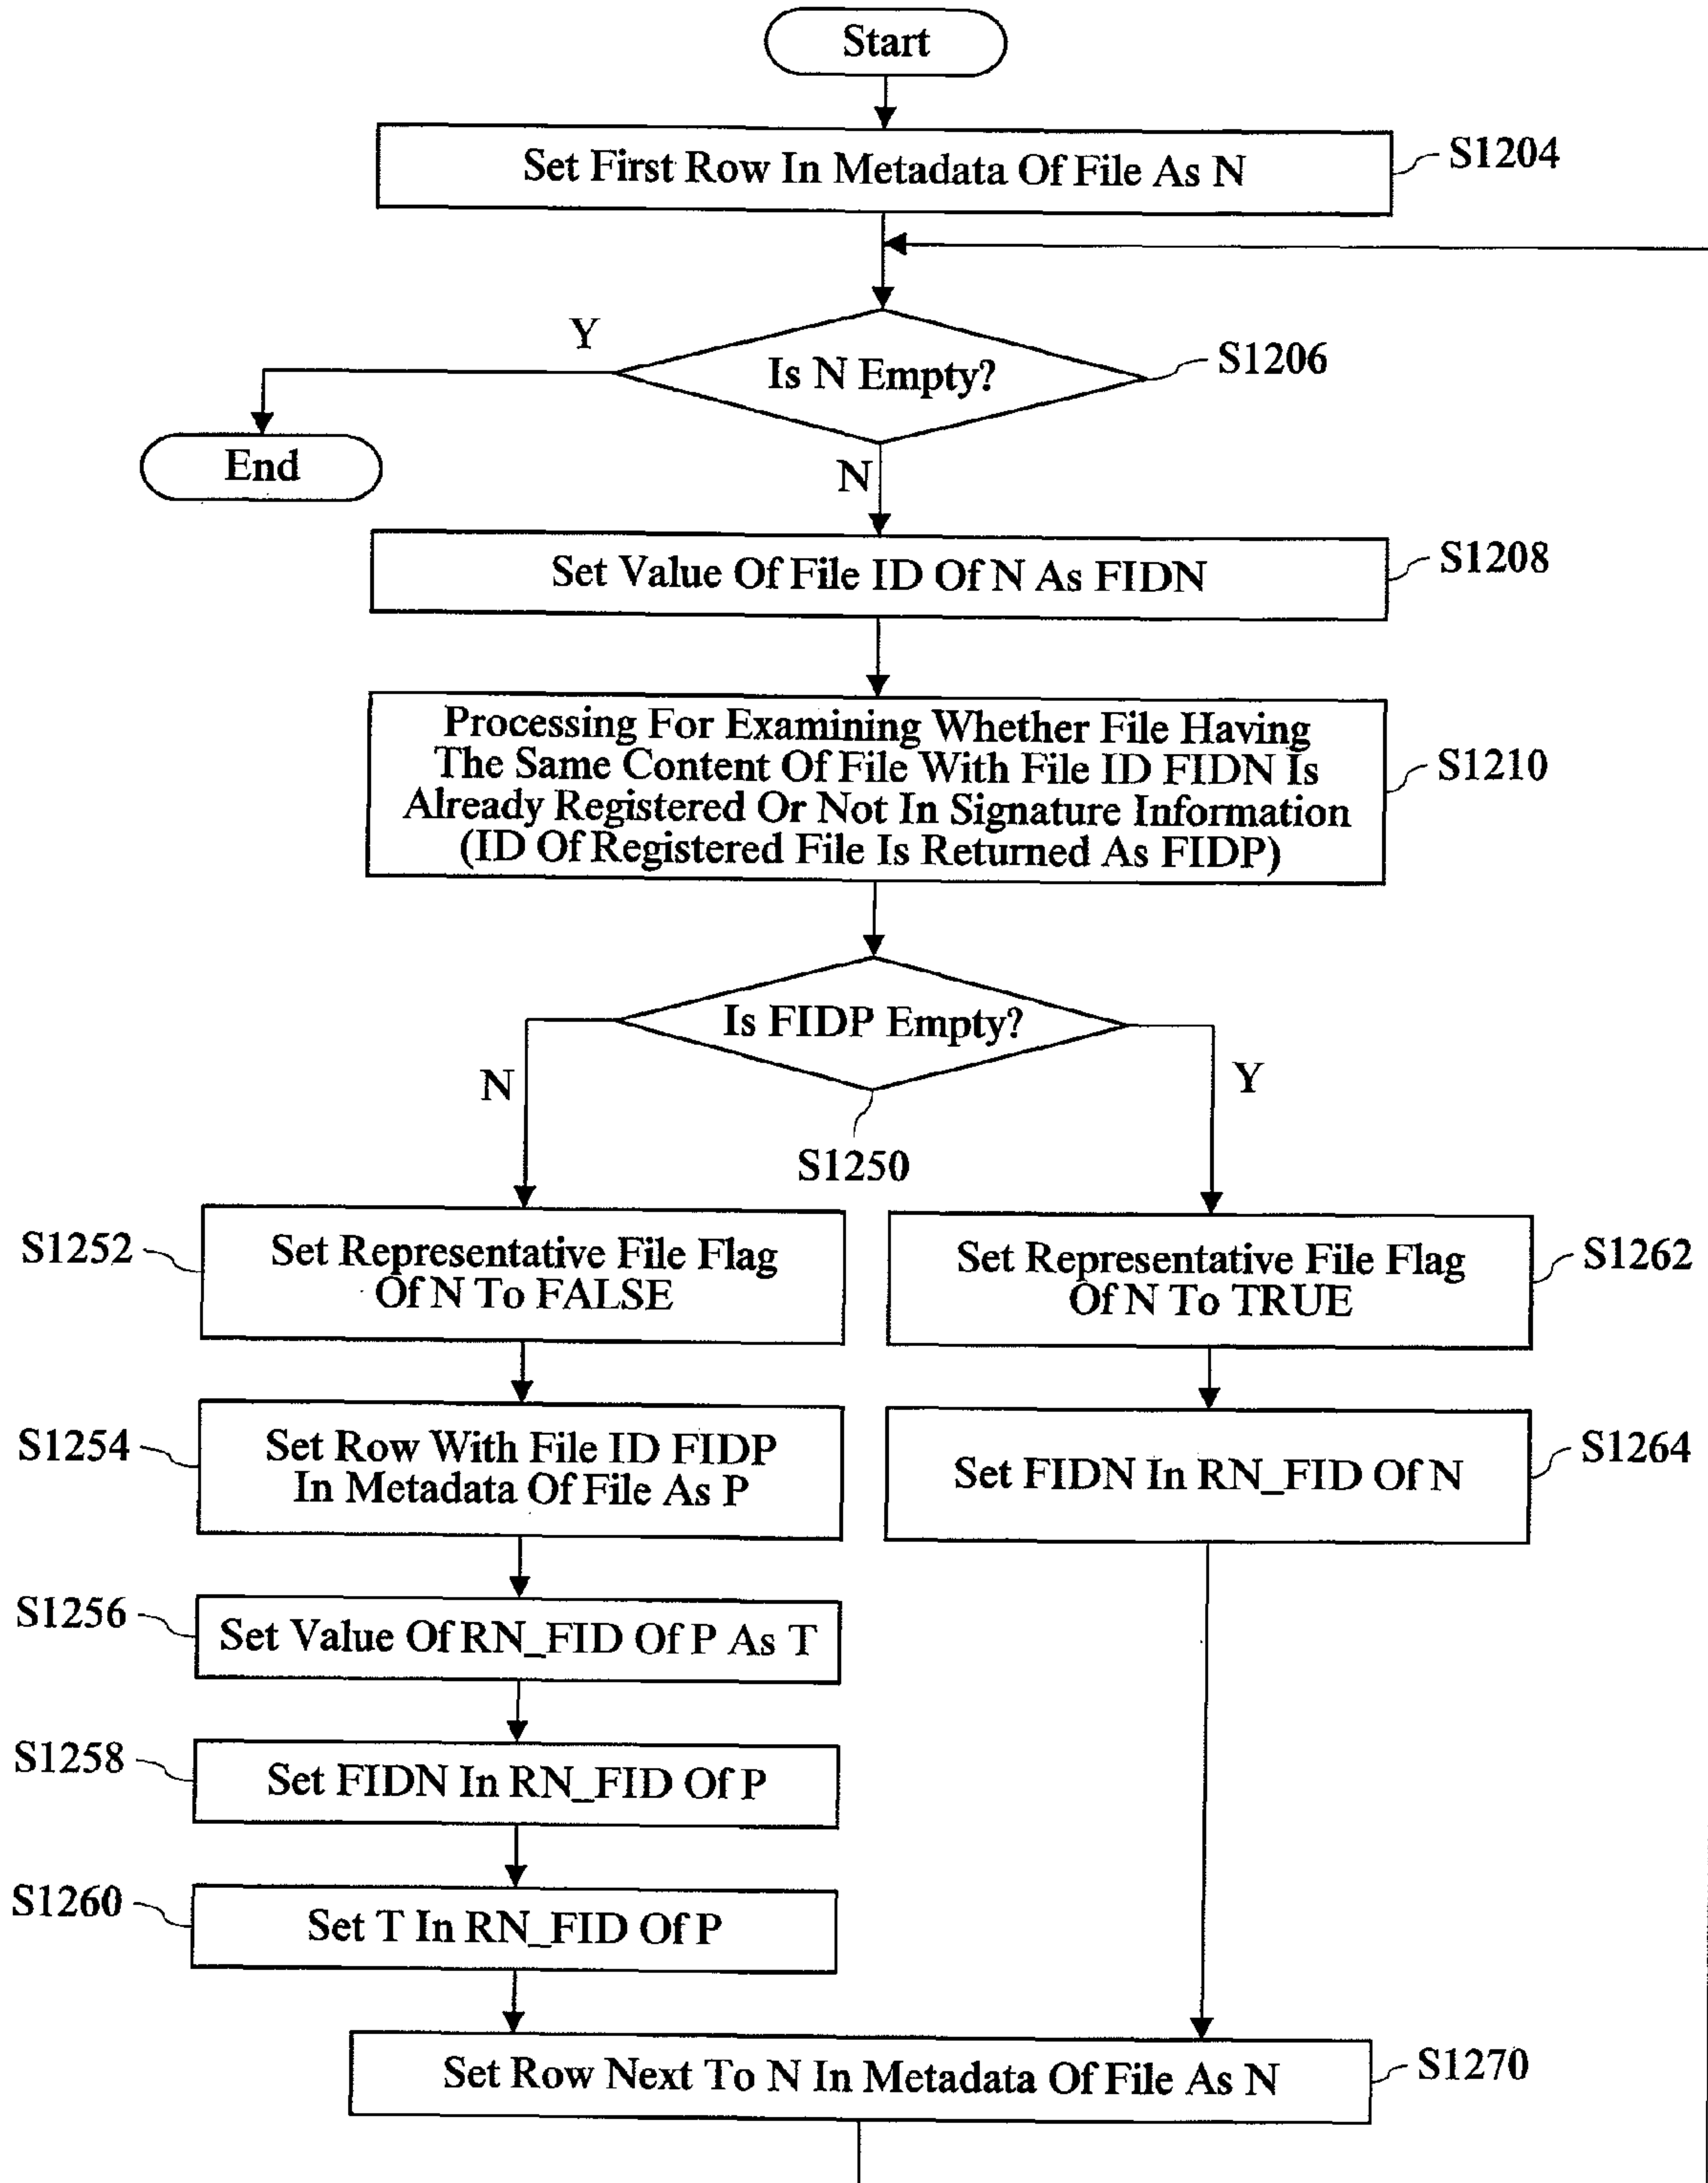 Start
Set First Row In Metadata Of File As N
S1204
Y
Is N Empty?
S1206
End
N
Set Value Of File ID Of N As FIDN
S1208
Processing For Examining Whether File Having
The Same Content Of File With File ID FIDN Is
Already Registered Or Not In Signature Information
(ID Of Registered File Is Returned As FIDP)
S1210
Is FIDP Empty?
N
Y
S1250
S1252
Set Representative File Flag
Of N To FALSE
Set Representative File Flag
Of N To TRUE
S1262
S1254
Set Row With File ID FIDP
In Metadata Of File As P
Set FIDN In RN_FID Of N
S1264
S1256
Set Value Of RN_FID Of P As T
S1258
Set FIDN In RN_FID Of P
S1260
Set T In RN_FID Of P
Set Row Next To N In Metadata Of File As N
S1270